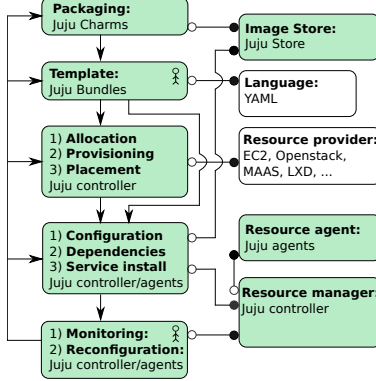 Packaging:
Juju Charms
Image Store:
Juju Store
Template:
Juju Bundles
Language:
YAML
1) Allocation
2) Provisioning
3) Placement
Juju controller
Resource provider:
EC2, Openstack,
MAAS, LXD, ...
1) Configuration
2) Dependencies
3) Service install
Juju controller/agents
Resource agent:
Juju agents
Resource manager:
Juju controller
1) Monitoring:
2) Reconfiguration:
Juju controller/agents